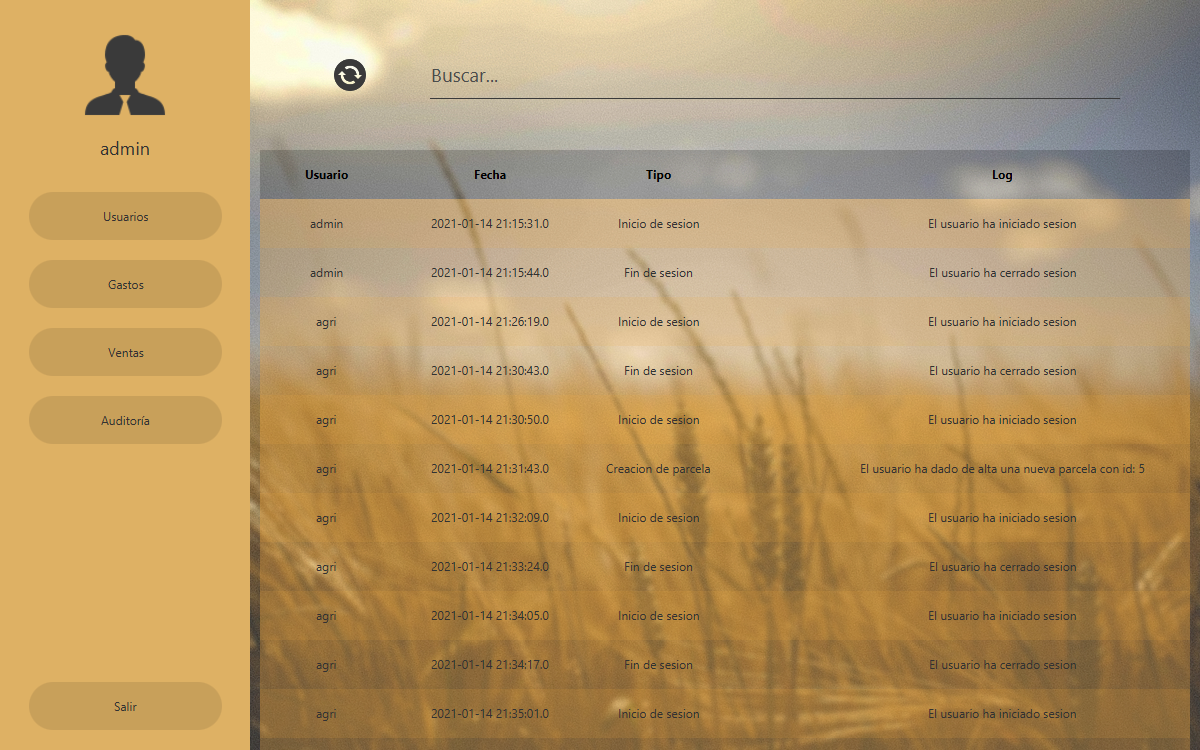 admin
Usuarios
Gastos
Ventas
Auditoría
Salir
Buscar...
Usuario Fecha Tipo Log
admin 2021-01-14 21:15:31.0 Inicio de sesion El usuario ha iniciado sesion
admin 2021-01-14 21:15:44.0 Fin de sesion El usuario ha cerrado sesion
agri 2021-01-14 21:26:19.0 Inicio de sesion El usuario ha iniciado sesion
agri 2021-01-14 21:30:43.0 Fin de sesion El usuario ha cerrado sesion
agri 2021-01-14 21:30:50.0 Inicio de sesion El usuario ha iniciado sesion
agri 2021-01-14 21:31:43.0 Creacion de parcela El usuario ha dado de alta una nueva parcela con id: 5
agri 2021-01-14 21:32:09.0 Inicio de sesion El usuario ha iniciado sesion
agri 2021-01-14 21:33:24.0 Fin de sesion El usuario ha cerrado sesion
agri 2021-01-14 21:34:05.0 Inicio de sesion El usuario ha iniciado sesion
agri 2021-01-14 21:34:17.0 Fin de sesion El usuario ha cerrado sesion
agri 2021-01-14 21:35:01.0 Inicio de sesion El usuario ha iniciado sesion